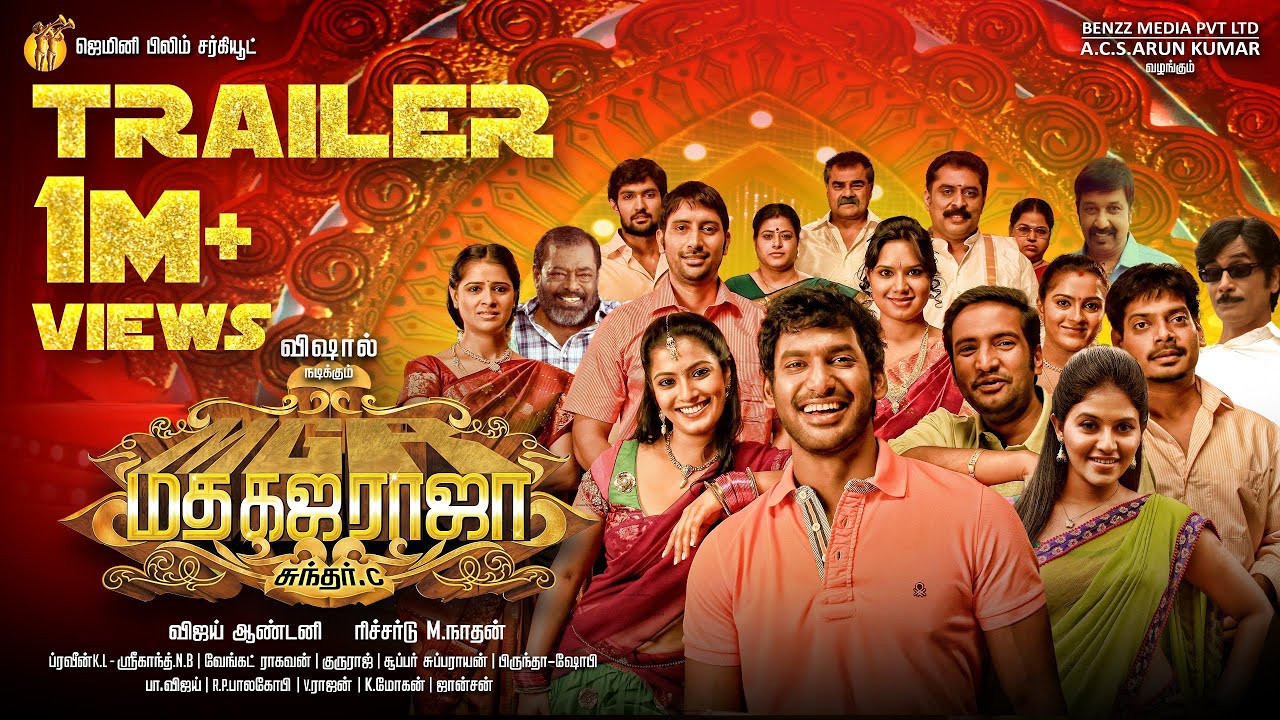 ஜெமினி பிலிம் சர்கியூட்
BENZZ MEDIA PVT LTD
A.C.S.ARUN KUMAR
வழங்கும்
TRAILER
1M+
VIEWS
விஷால்
நடிக்கும்
MGR
மதகஜராஜா
சுந்தர்.C
விஜய் ஆண்டனி ரிச்சர்டு M.நாதன்
ப்ரவீன்K.L - ஸ்ரீகாந்த்.N.B | வேங்கட் ராகவன் | குருராஜ் | சூப்பர் சுப்பராயன் | பிருந்தா-ஷோபி
பா.விஜய் | R.P.பாலகோபி | V.ராஜன் | K.மோகன் | ஜான்சன்